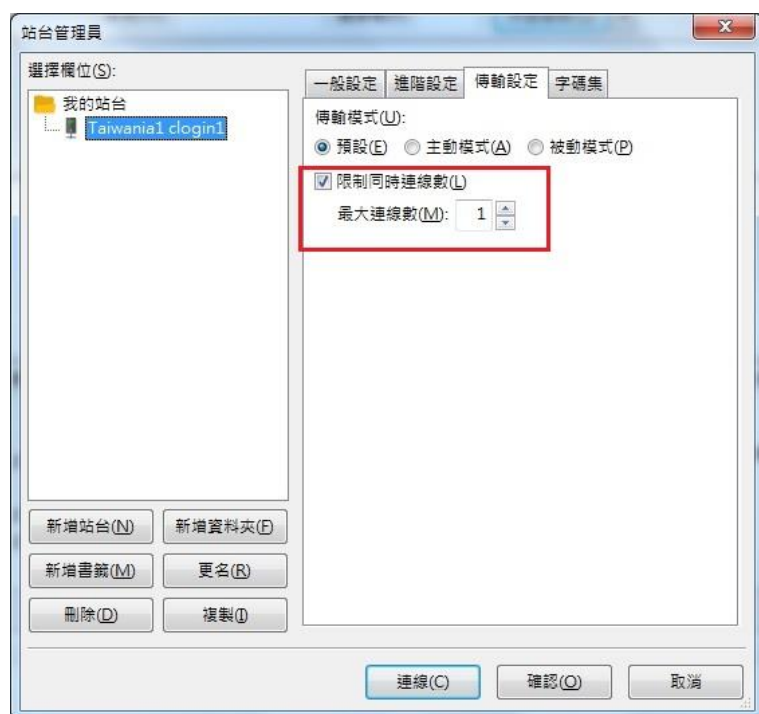 站台管理員
選擇欄位(S):
我的站台
Taiwania1 clogin1
新增站台(N) 新增資料夾(F)
新增書籤(M) 更名(R)
刪除(D) 複製(I)
一般設定 進階設定 傳輸設定 字碼集
傳輸模式(U):
預設(E) 主動模式(A) 被動模式(P)
限制同時連線數(L)
最大連線數(M): 1
連線(C) 確認(O) 取消